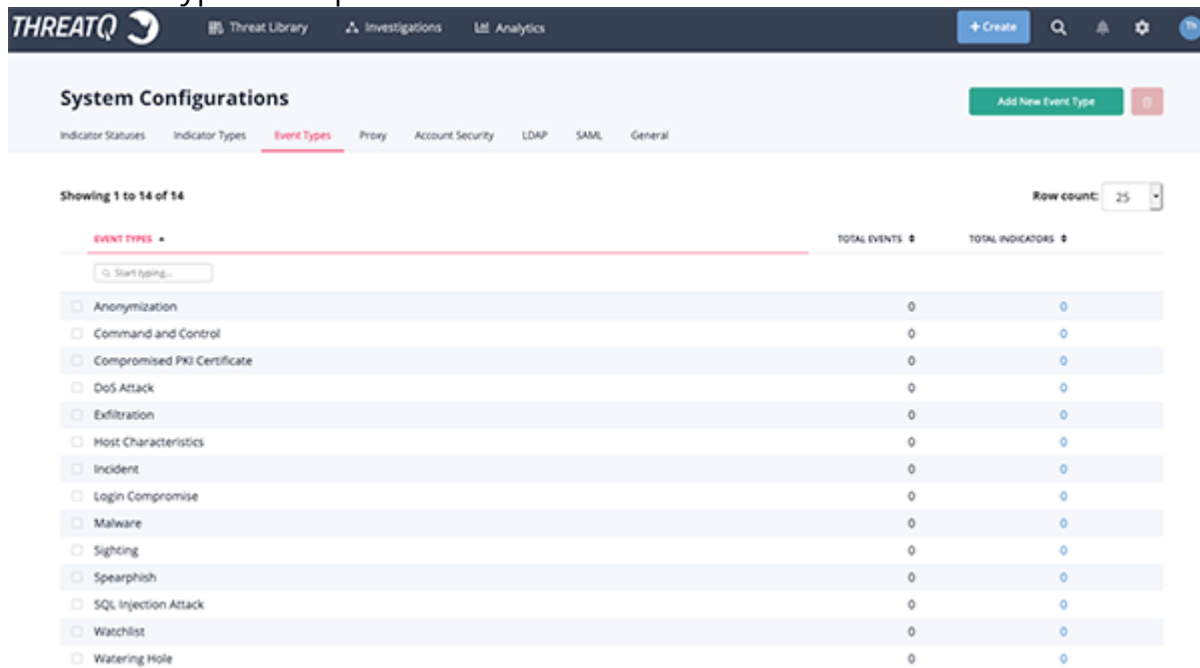 THREATQ Threat Library Investigations Analytics + Create Th
System Configurations Add New Event Type
Indicator Statuses Indicator Types Event Types Proxy Account Security LDAP SAML General
Showing 1 to 14 of 14 Row count: 25
EVENT TYPES TOTAL EVENTS TOTAL INDICATORS
Start typing...
Anonymization 0 0
Command and Control 0 0
Compromised PKI Certificate 0 0
DoS Attack 0 0
Exfiltration 0 0
Host Characteristics 0 0
Incident 0 0
Login Compromise 0 0
Malware 0 0
Sighting 0 0
Spearphish 0 0
SQL Injection Attack 0 0
Watchlist 0 0
Watering Hole 0 0